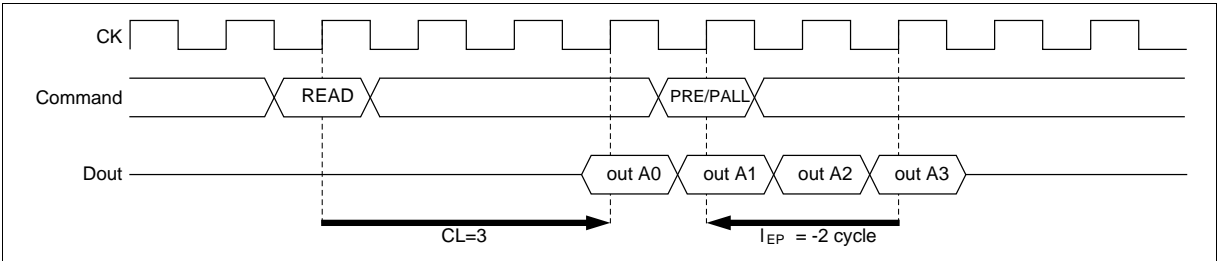 CK
Command READ PRE/PALL
Dout out A0 out A1 out A2 out A3
CL=3 lEP = -2 cycle